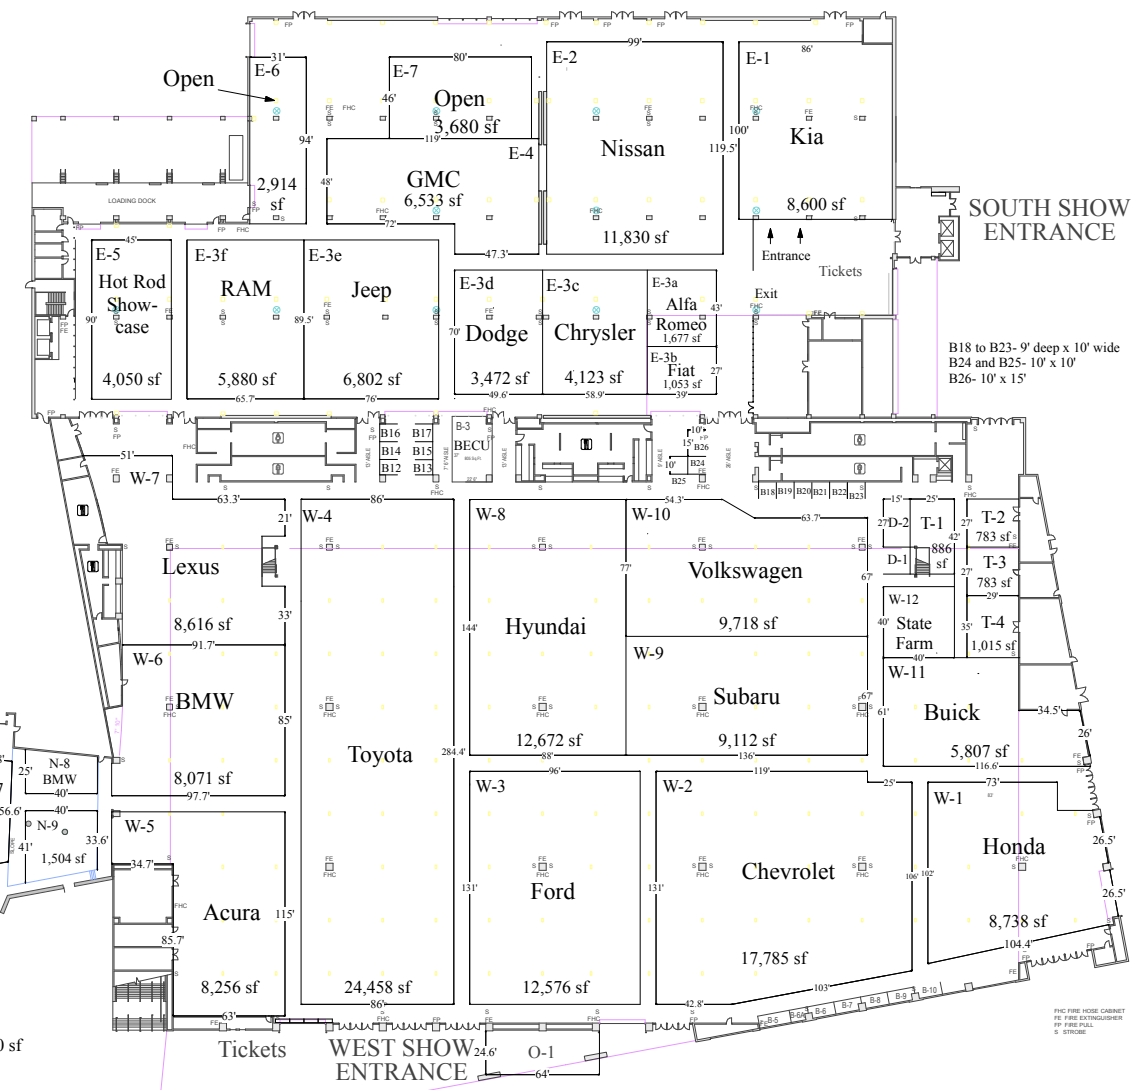 FP
FP
FP
FP
31'
E-6
Open
94'
2,914
sf
80'
E-7
46'
Open
3,680 sf
119'
E-4
48'
GMC
6,533 sf
72'
47.3'
99'
E-2
Nissan
119.5'
11,830 sf
86'
E-1
100'
Kia
8,600 sf
LOADING DOCK
SOUTH SHOW
ENTRANCE
Entrance
Tickets
Exit
45'
E-5
Hot Rod
Show-
case
90'
4,050 sf
E-3f
RAM
5,880 sf
65.7'
89.5'
E-3e
Jeep
6,802 sf
76'
E-3d
70'
Dodge
3,472 sf
49.6'
E-3c
Chrysler
4,123 sf
58.9'
E-3a
Alfa
Romeo
1,677 sf
43'
E-3b
Fiat
1,053 sf
27'
39'
B18 to B23- 9' deep x 10' wide
B24 and B25- 10' x 10'
B26- 10' x 15'
B16
B17
B14
B15
B12
B13
B-3
BECU
10'
15'
B26
10'
B24
B25
B18
B19
B20
B21
B22
B23
51'
W-7
63.3'
21'
Lexus
8,616 sf
33'
91.7'
W-6
BMW
85'
8,071 sf
97.7'
W-5
34.7'
Acura
115'
85.7'
8,256 sf
63'
86'
W-4
Toyota
284.4'
24,458 sf
86'
W-8
144'
Hyundai
12,672 sf
88'
54.3'
W-10
63.7'
77'
Volkswagen
67'
9,718 sf
W-9
Subaru
67'
9,112 sf
136'
15'
25'
27'
D-2
T-1
42'
886
sf
D-1
27'
T-2
783 sf
T-3
27'
783 sf
29'
T-4
35'
1,015 sf
W-12
State
Farm
40'
40'
W-11
61'
Buick
5,807 sf
116.6'
34.5'
26'
96'
W-3
131'
Ford
12,576 sf
119'
W-2
25'
131'
Chevrolet
106'
17,785 sf
42.8'
103'
73'
W-1
102'
Honda
26.5'
26.5'
8,738 sf
104.4'
N-8
BMW
25'
40'
40'
N-9
56.6'
41'
33.6'
1,504 sf
SLOPE
B-5
B-6A
B-6
B-7
B-8
B-9
B-10
Tickets
WEST SHOW
ENTRANCE
24.6'
O-1
64'
0 sf
FHC FIRE HOSE CABINET
FE FIRE EXTINGUISHER
FP FIRE PULL
S STROBE